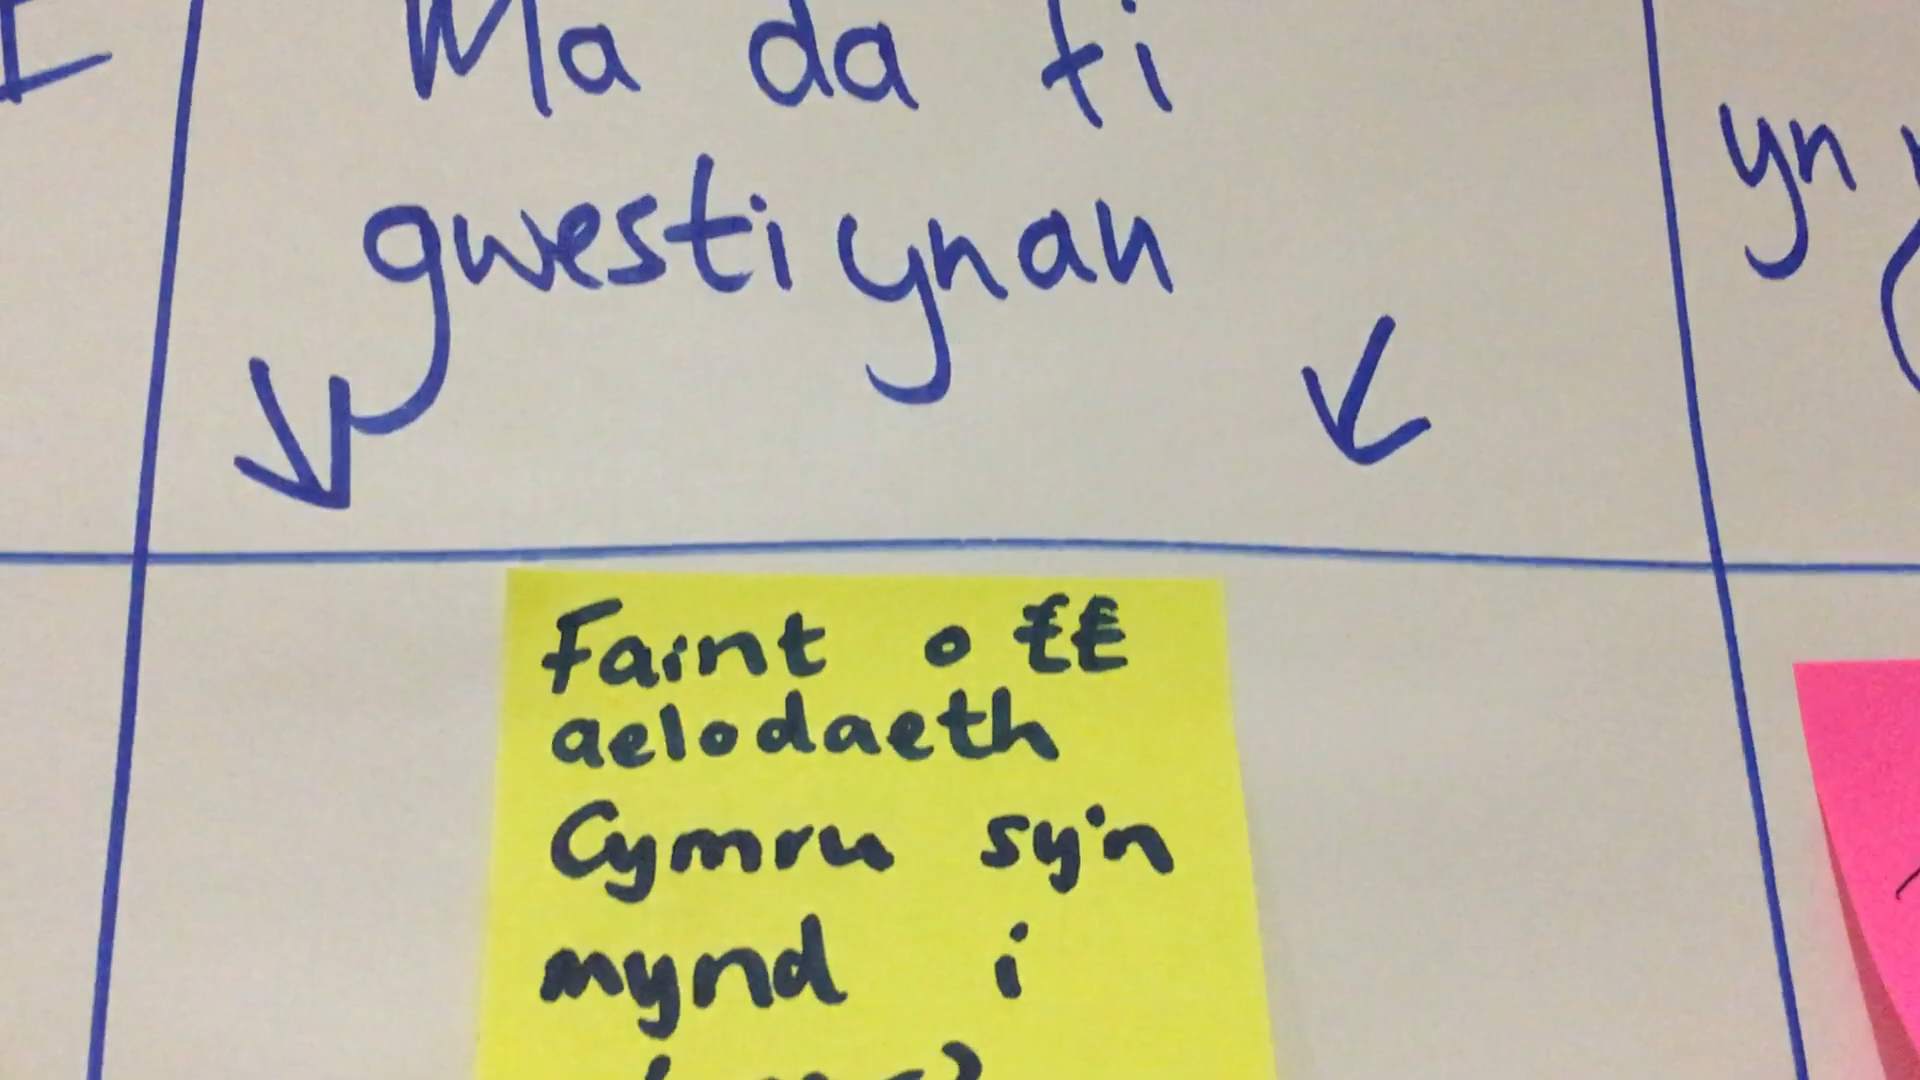 Ma da fi
gwestiynau
yn
Faint o ££
aelodaeth
Cymru sy'n
mynd i